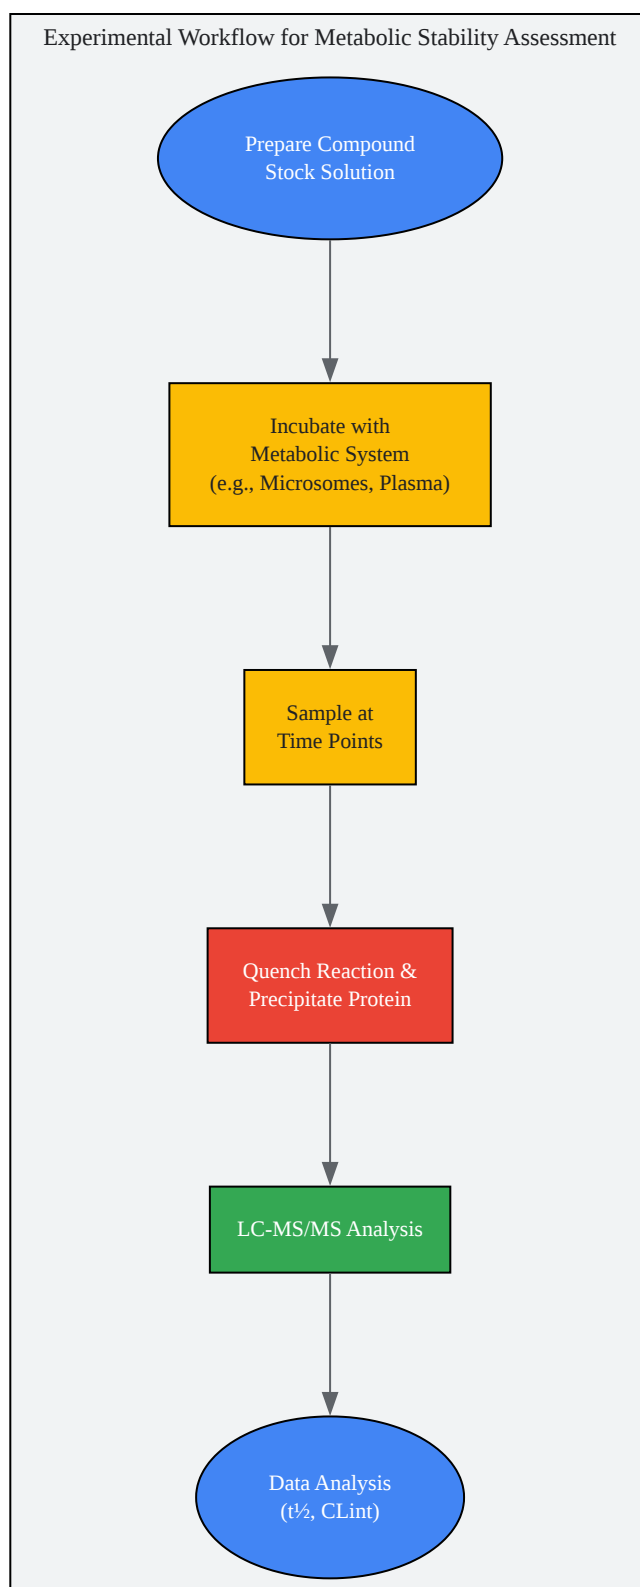 Experimental Workflow for Metabolic Stability Assessment
Prepare Compound
Stock Solution
Incubate with
Metabolic System
(e.g., Microsomes, Plasma)
Sample at
Time Points
Quench Reaction &
Precipitate Protein
LC-MS/MS Analysis
Data Analysis
(t½, CLint)